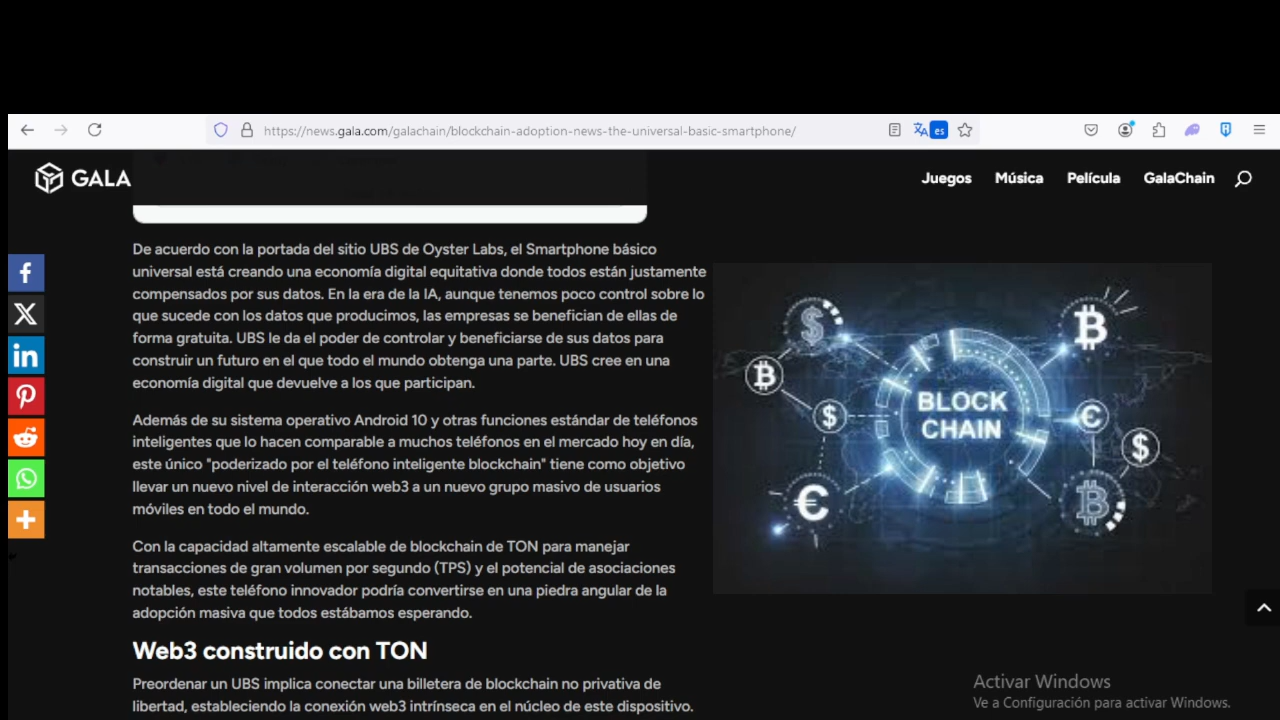 https://news.gala.com/galachain/blockchain-adoption-news-the-universal-basic-smartphone/
es
GALA
Juegos
Música
Película
GalaChain
De acuerdo con la portada del sitio UBS de Oyster Labs, el Smartphone básico
universal está creando una economía digital equitativa donde todos están justamente
compensados por sus datos. En la era de la IA, aunque tenemos poco control sobre lo
que sucede con los datos que producimos, las empresas se benefician de ellas de
forma gratuita. UBS le da el poder de controlar y beneficiarse de sus datos para
construir un futuro en el que todo el mundo obtenga una parte. UBS cree en una
economía digital que devuelve a los que participan.
Además de su sistema operativo Android 10 y otras funciones estándar de teléfonos
inteligentes que lo hacen comparable a muchos teléfonos en el mercado hoy en día,
este único "poderizado por el teléfono inteligente blockchain" tiene como objetivo
llevar un nuevo nivel de interacción web3 a un nuevo grupo masivo de usuarios
móviles en todo el mundo.
Con la capacidad altamente escalable de blockchain de TON para manejar
transacciones de gran volumen por segundo (TPS) y el potencial de asociaciones
notables, este teléfono innovador podría convertirse en una piedra angular de la
adopción masiva que todos estábamos esperando.
Web3 construido con TON
Preordenar un UBS implica conectar una billetera de blockchain no privativa de
libertad, estableciendo la conexión web3 intrínseca en el núcleo de este dispositivo.
BLOCK
CHAIN
Activar Windows
Ve a Configuración para activar Windows.